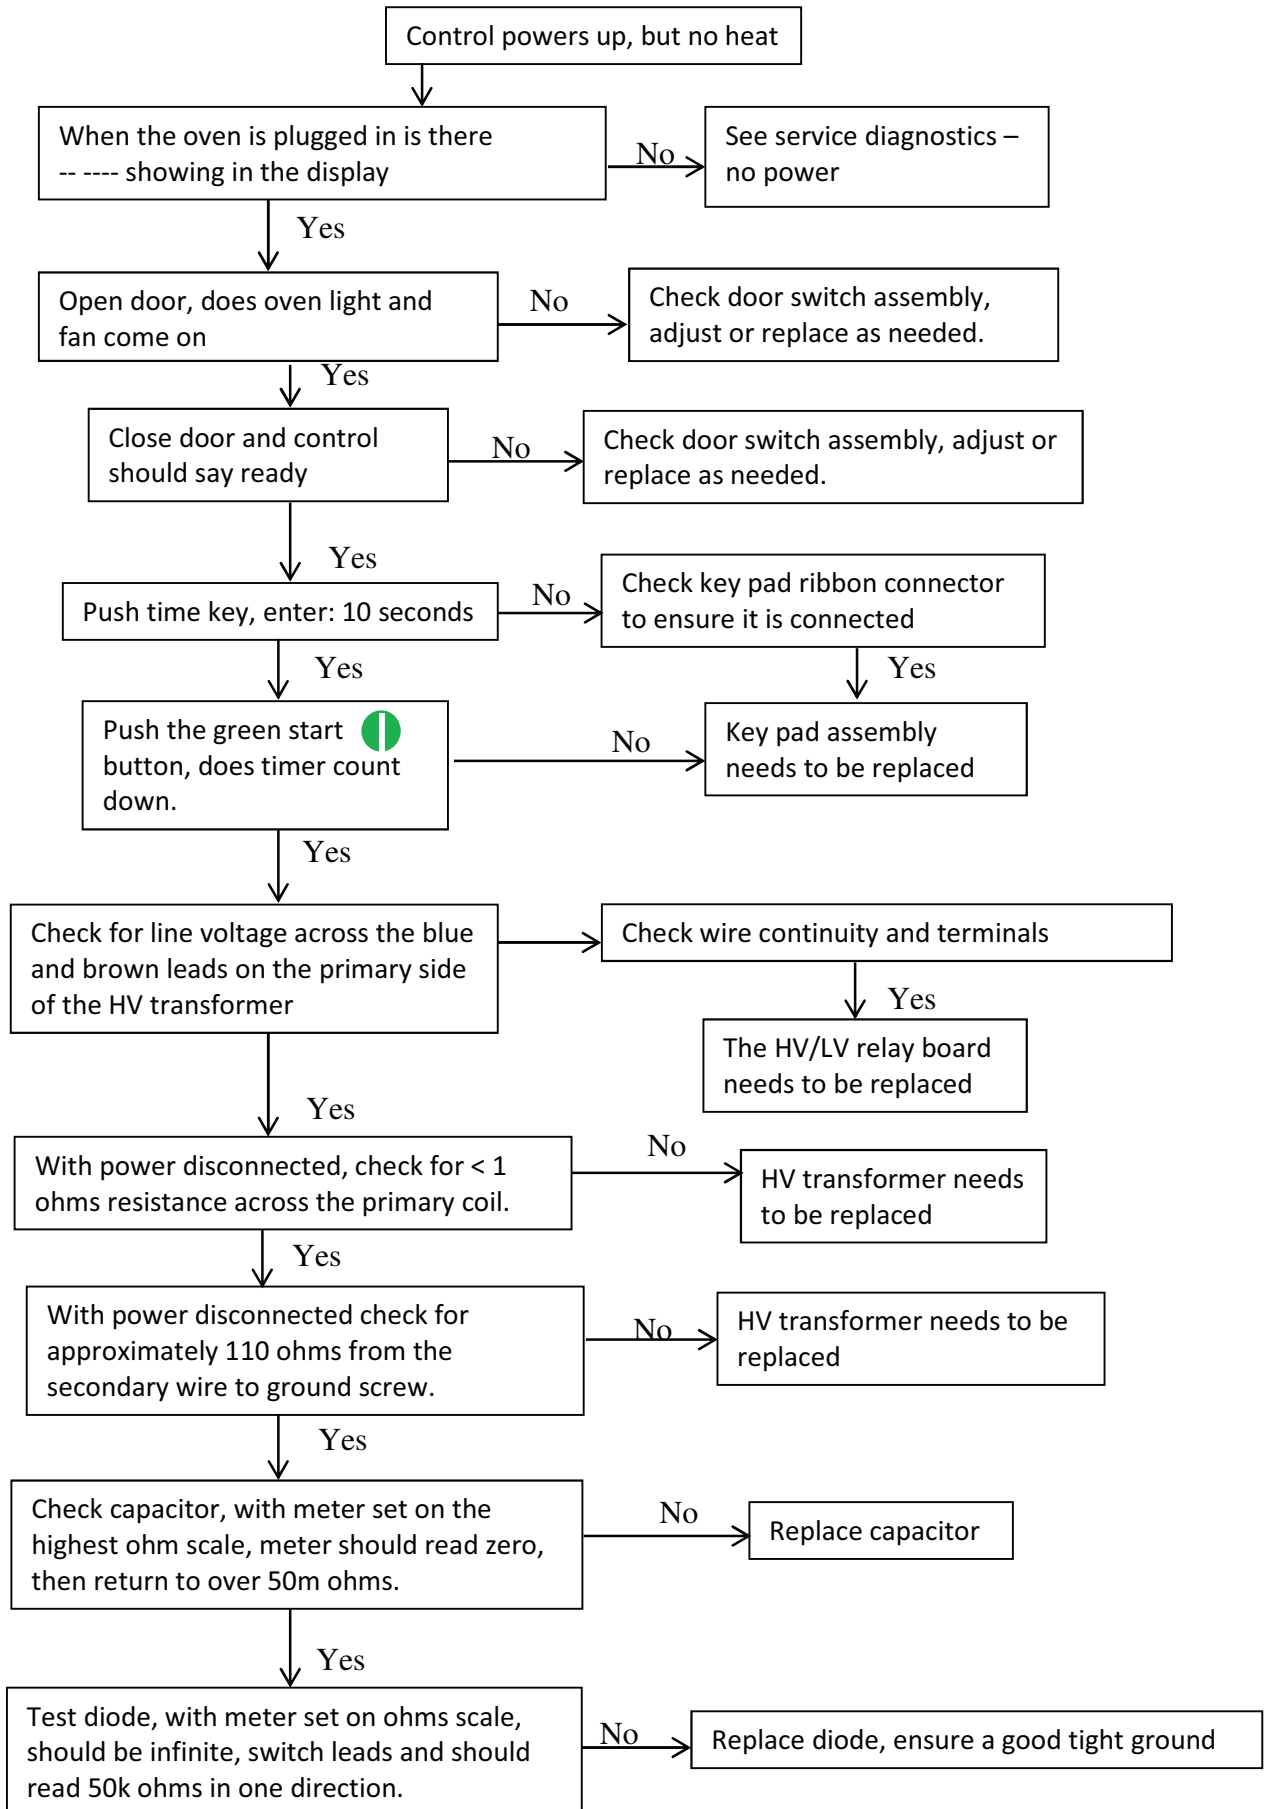 Control powers up, but no heat
When the oven is plugged in is there
-- ---- showing in the display
No
See service diagnostics –
no power
Yes
Open door, does oven light and
fan come on
No
Check door switch assembly,
adjust or replace as needed.
Yes
Close door and control
should say ready
No
Check door switch assembly, adjust or
replace as needed.
Yes
Push time key, enter: 10 seconds
No
Check key pad ribbon connector
to ensure it is connected
Yes
Yes
Push the green start
button, does timer count
down.
No
Key pad assembly
needs to be replaced
Yes
Check for line voltage across the blue
and brown leads on the primary side
of the HV transformer
Check wire continuity and terminals
Yes
The HV/LV relay board
needs to be replaced
Yes
With power disconnected, check for < 1
ohms resistance across the primary coil.
No
HV transformer needs
to be replaced
Yes
With power disconnected check for
approximately 110 ohms from the
secondary wire to ground screw.
No
HV transformer needs to be
replaced
Yes
Check capacitor, with meter set on the
highest ohm scale, meter should read zero,
then return to over 50m ohms.
No
Replace capacitor
Yes
Test diode, with meter set on ohms scale,
should be infinite, switch leads and should
read 50k ohms in one direction.
No
Replace diode, ensure a good tight ground